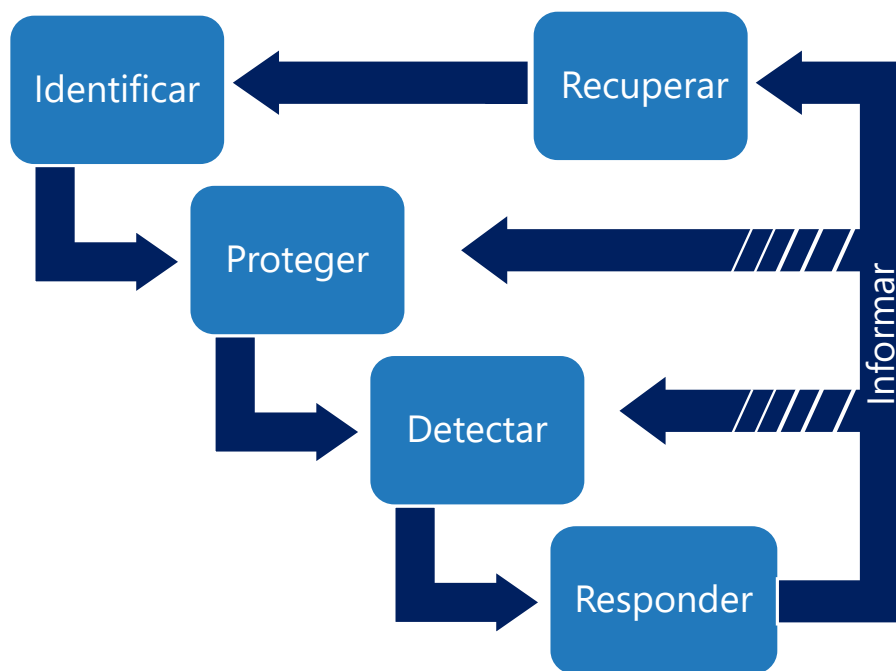 Identificar
Recuperar
Proteger
Informar
Detectar
Responder